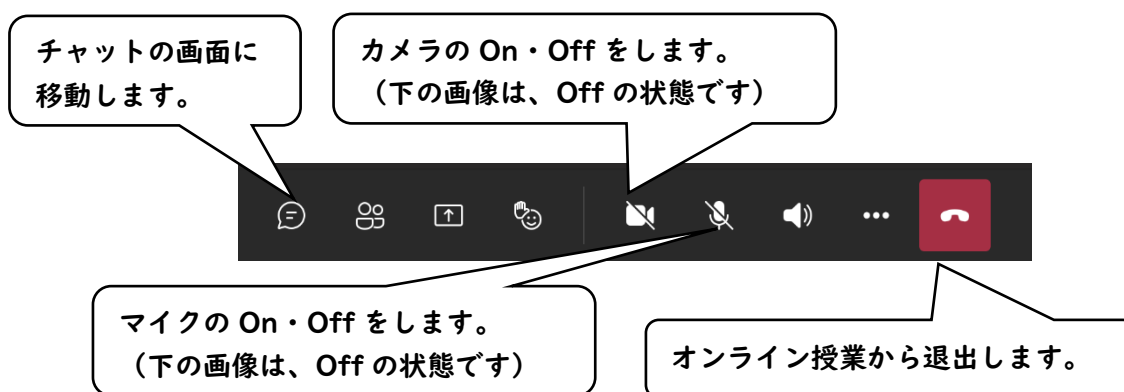 チャットの画面に
移動します。
カメラの On・Off をします。
（下の画像は、Off の状態です）
マイクの On・Off をします。
（下の画像は、Off の状態です）
オンライン授業から退出します。